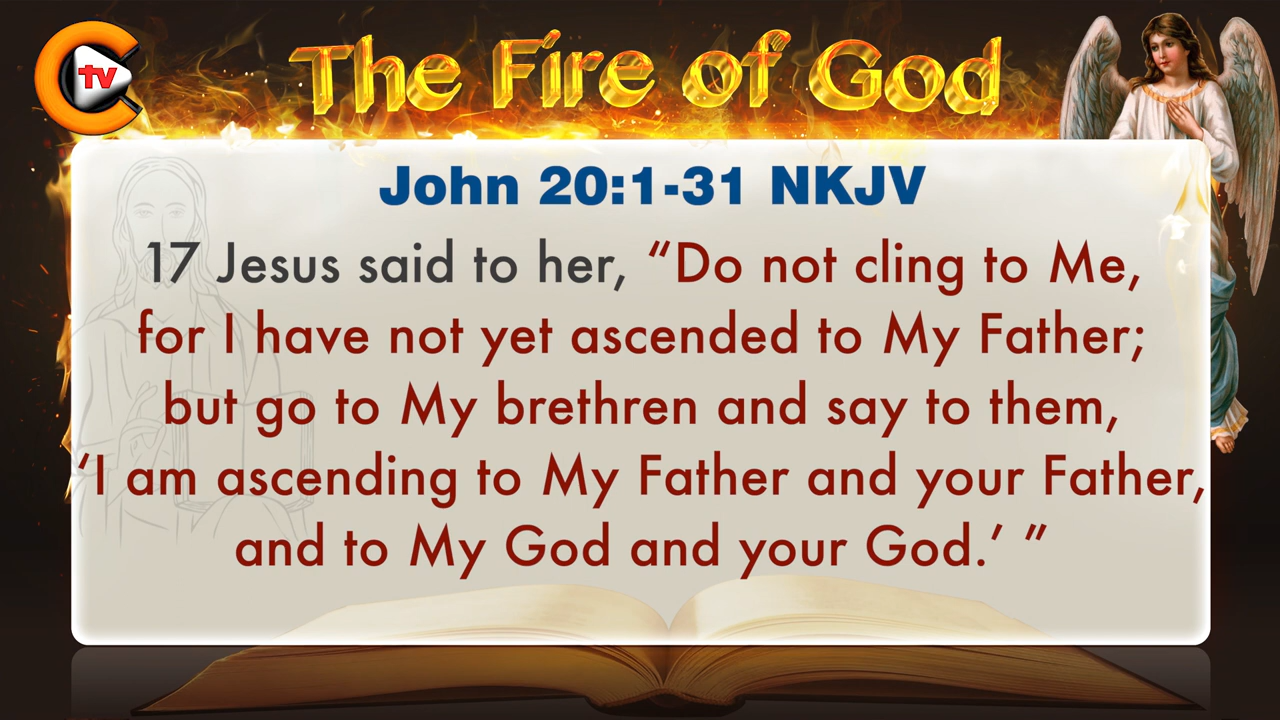 tv
The Fire of God
John 20:1-31 NKJV
17 Jesus said to her, “Do not cling to Me,
for I have not yet ascended to My Father;
but go to My brethren and say to them,
‘I am ascending to My Father and your Father,
and to My God and your God.’ ”